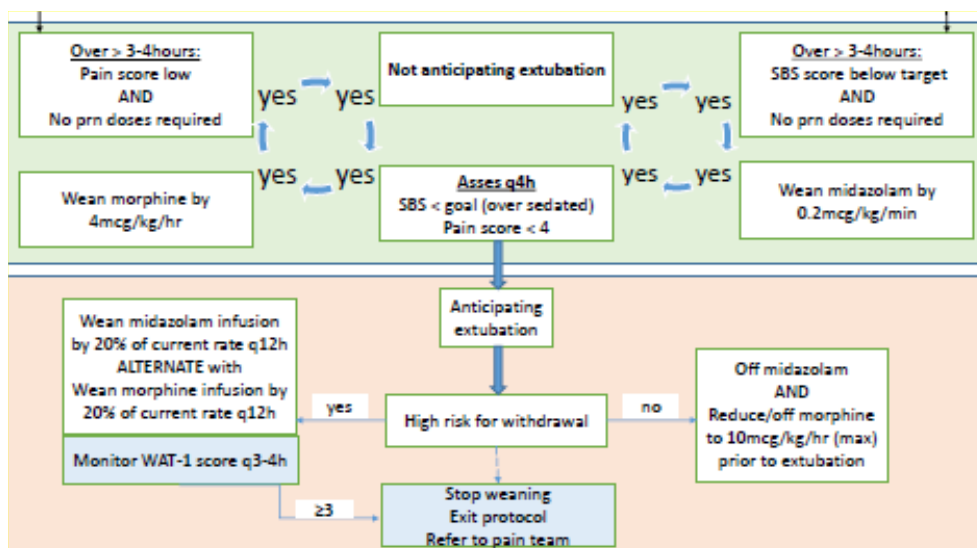 Over > 3-4hours:
Pain score low
AND
No prn doses required
yes
yes
Not anticipating extubation
yes
yes
Over > 3-4hours:
SBS score below target
AND
No prn doses required
Wean morphine by
4mcg/kg/hr
yes
yes
Asses q4h
SBS < goal (over sedated)
Pain score < 4
yes
yes
Wean midazolam by
0.2mcg/kg/min
Anticipating
extubation
Wean midazolam infusion
by 20% of current rate q12h
ALTERNATE with
Wean morphine infusion by
20% of current rate q12h
yes
High risk for withdrawal
no
Off midazolam
AND
Reduce/off morphine
to 10mcg/kg/hr (max)
prior to extubation
Monitor WAT-1 score q3-4h
≥3
Stop weaning
Exit protocol
Refer to pain team